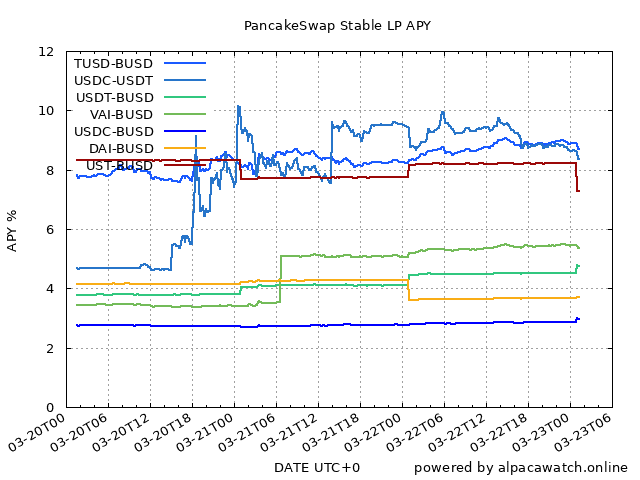 PancakeSwap Stable LP APY
12
10
8
6
4
2
0
APY %
TUSD-BUSD
USDC-USDT
USDT-BUSD
VAI-BUSD
USDC-BUSD
DAI-BUSD
UST-BUSD
03-20T00
03-20T06
03-20T12
03-20T18
03-21T00
03-21T06
03-21T12
03-21T18
03-22T00
03-22T06
03-22T12
03-22T18
03-23T00
03-23T06
DATE UTC+0
powered by alpacawatch.online